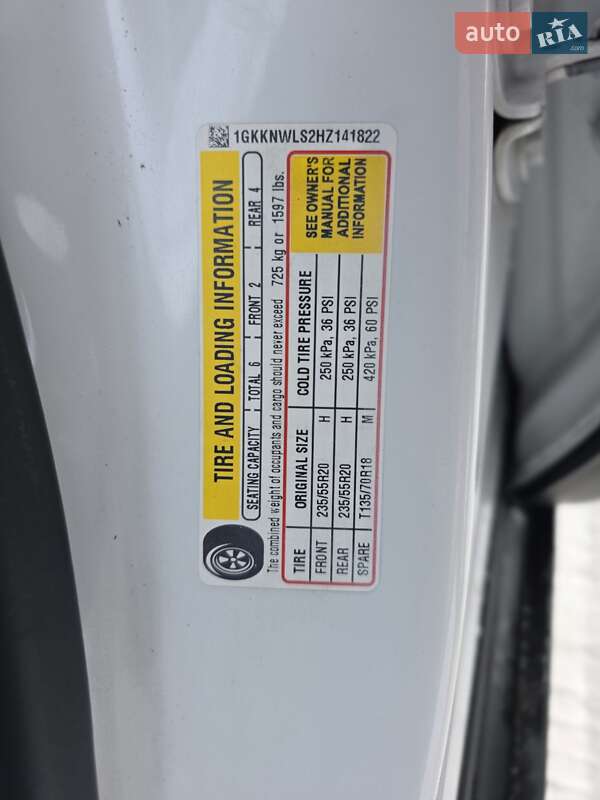 auto RIA .com
1GKKNWLS2HZ141822
TIRE AND LOADING INFORMATION
SEATING CAPACITY TOTAL 6 FRONT 2 REAR 4
The combined weight of occupants and cargo should never exceed 725 kg or 1597 lbs.
TIRE ORIGINAL SIZE COLD TIRE PRESSURE
FRONT 235/55R20 H 250 kPa, 36 PSI
REAR 235/55R20 H 250 kPa, 36 PSI
SPARE T135/70R18 M 420 kPa, 60 PSI
SEE OWNER'S
MANUAL FOR
ADDITIONAL
INFORMATION